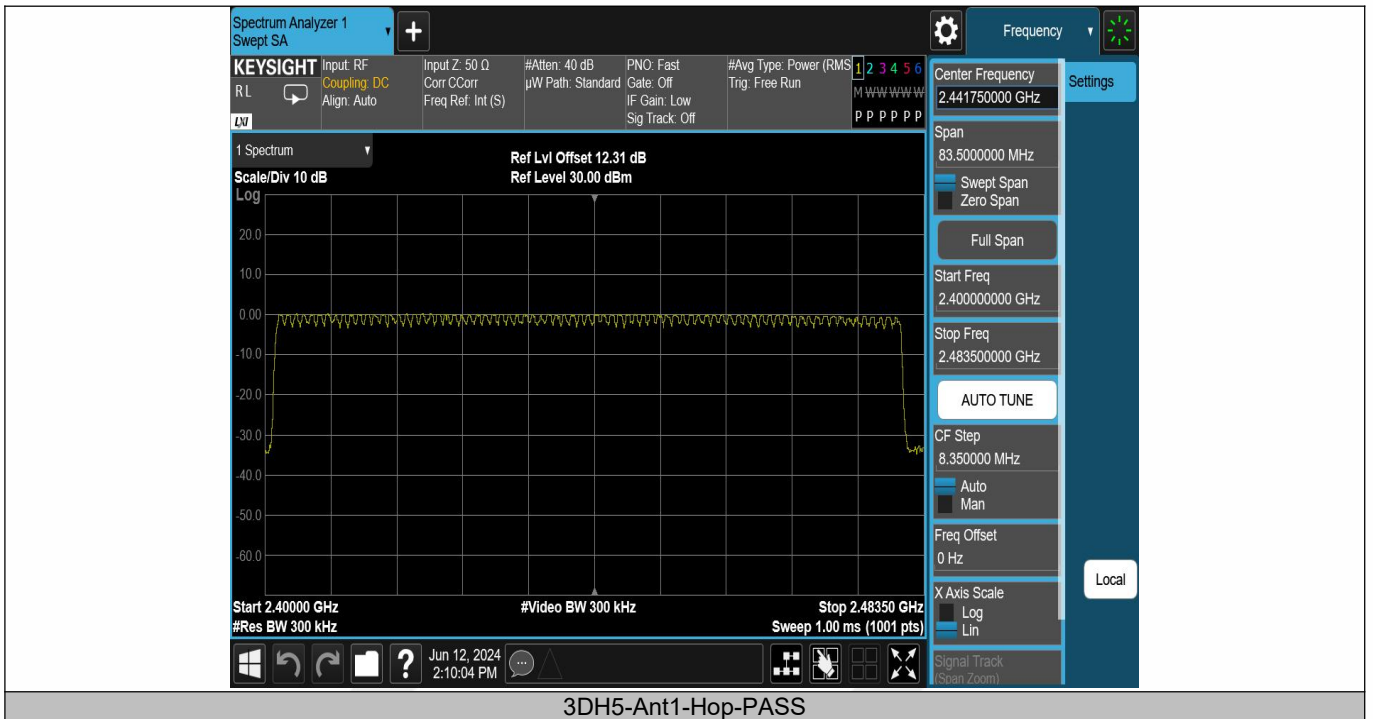 Spectrum Analyzer 1
Swept SA
+
Frequency
KEYSIGHT
RL
LXI
Input: RF
Coupling: DC
Align: Auto
Input Z: 50 Ω
Corr CCorr
Freq Ref: Int (S)
#Atten: 40 dB
µW Path: Standard
PNO: Fast
Gate: Off
IF Gain: Low
Sig Track: Off
#Avg Type: Power (RMS
Trig: Free Run
1 2 3 4 5 6
M W W W W W
P P P P P P
1 Spectrum
Scale/Div 10 dB
Ref Lvl Offset 12.31 dB
Ref Level 30.00 dBm
Log
20.0
10.0
0.00
-10.0
-20.0
-30.0
-40.0
-50.0
-60.0
Start 2.40000 GHz
#Res BW 300 kHz
#Video BW 300 kHz
Stop 2.48350 GHz
Sweep 1.00 ms (1001 pts)
Center Frequency
2.441750000 GHz
Settings
Span
83.5000000 MHz
Swept Span
Zero Span
Full Span
Start Freq
2.400000000 GHz
Stop Freq
2.483500000 GHz
AUTO TUNE
CF Step
8.350000 MHz
Auto
Man
Freq Offset
0 Hz
X Axis Scale
Log
Lin
Signal Track
(Span Zoom)
Local
?
Jun 12, 2024
2:10:04 PM
3DH5-Ant1-Hop-PASS